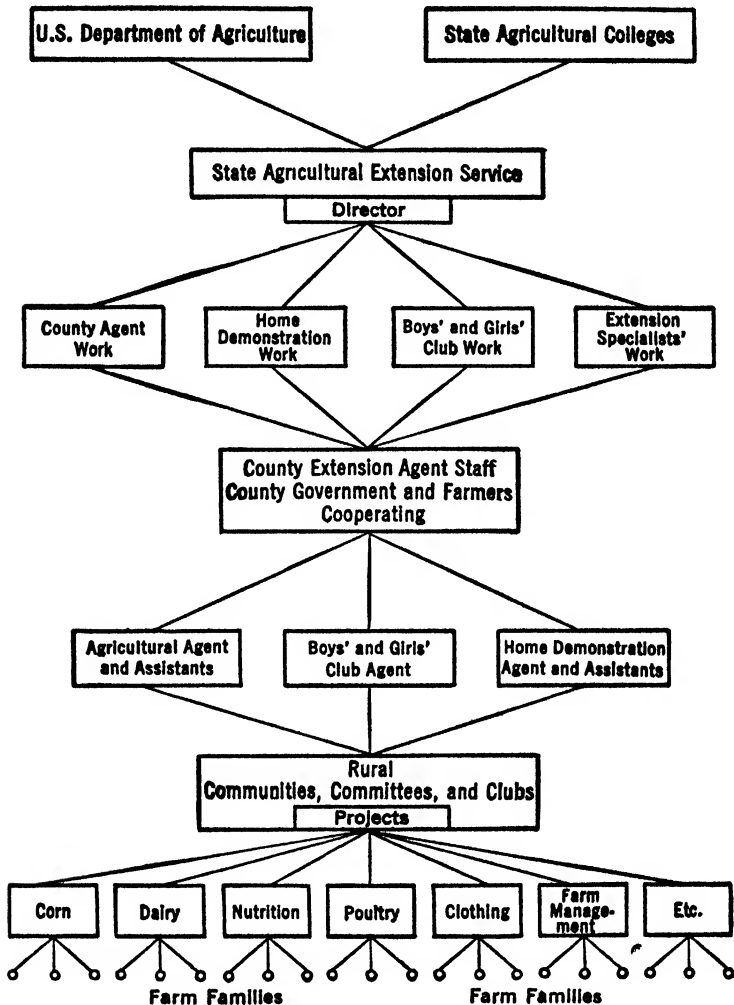 U.S. Department of Agriculture
State Agricultural Colleges
State Agricultural Extension Service
Director
County Agent
Work
Home
Demonstration
Work
Boys' and Girls'
Club Work
Extension
Specialists'
Work
County Extension Agent Staff
County Government and Farmers
Cooperating
Agricultural Agent
and Assistants
Boys' and Girls'
Club Agent
Home Demonstration
Agent and Assistants
Rural
Communities, Committees, and Clubs
Projects
Corn
Dairy
Nutrition
Poultry
Clothing
Farm
Manage-
ment
Etc.
Farm Families
Farm Families